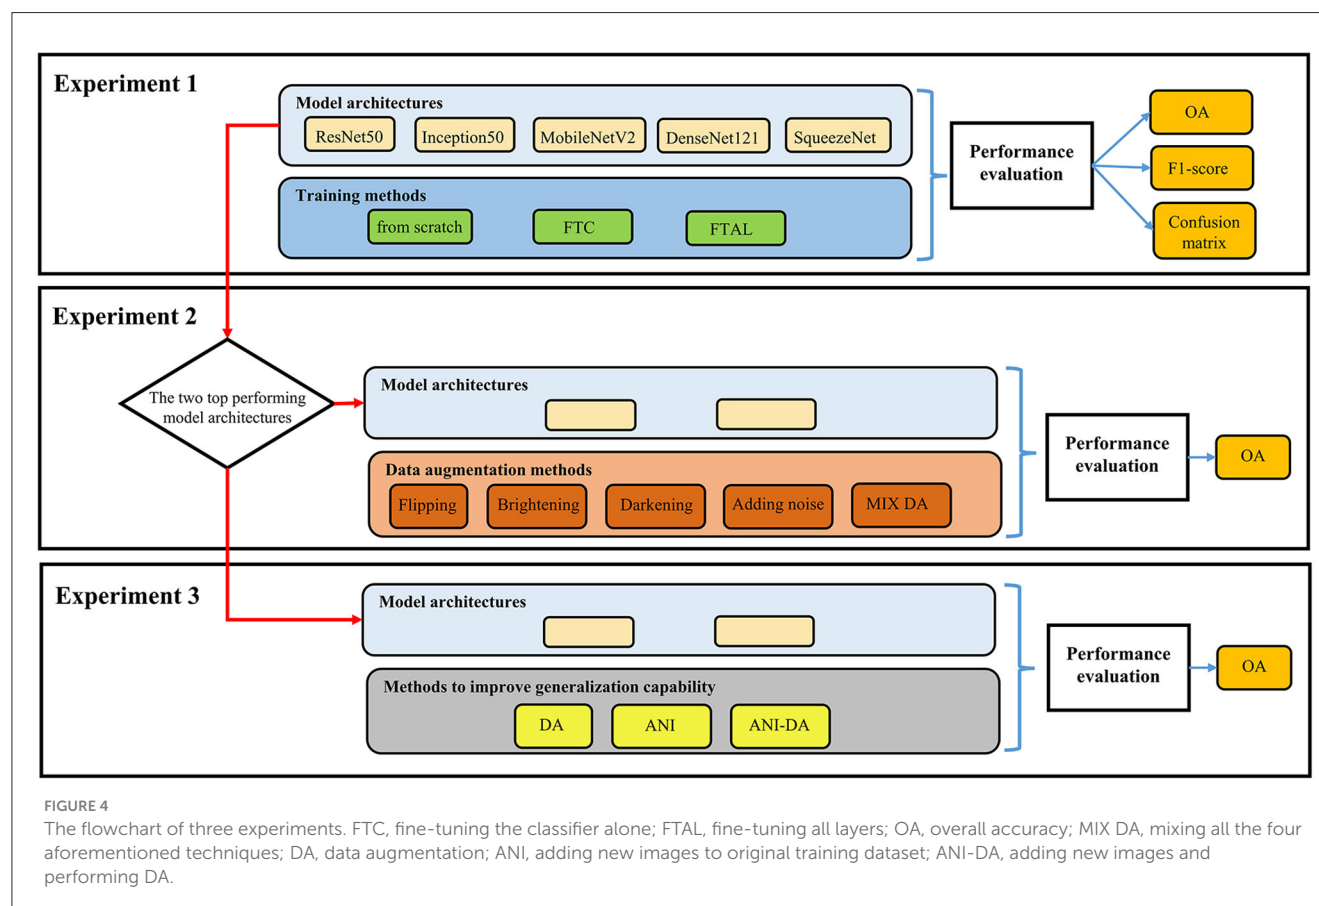 Experiment 1
Model architectures
ResNet50
Inception50
MobileNetV2
DenseNet121
SqueezeNet
Training methods
from scratch
FTC
FTAL
Performance
evaluation
OA
F1-score
Confusion
matrix
Experiment 2
The two top performing
model architectures
Model architectures
Data augmentation methods
Flipping
Brightening
Darkening
Adding noise
MIX DA
Performance
evaluation
OA
Experiment 3
Model architectures
Methods to improve generalization capability
DA
ANI
ANI-DA
Performance
evaluation
OA
FIGURE 4
The flowchart of three experiments. FTC, fine-tuning the classifier alone; FTAL, fine-tuning all layers; OA, overall accuracy; MIX DA, mixing all the four
aforementioned techniques; DA, data augmentation; ANI, adding new images to original training dataset; ANI-DA, adding new images and
performing DA.